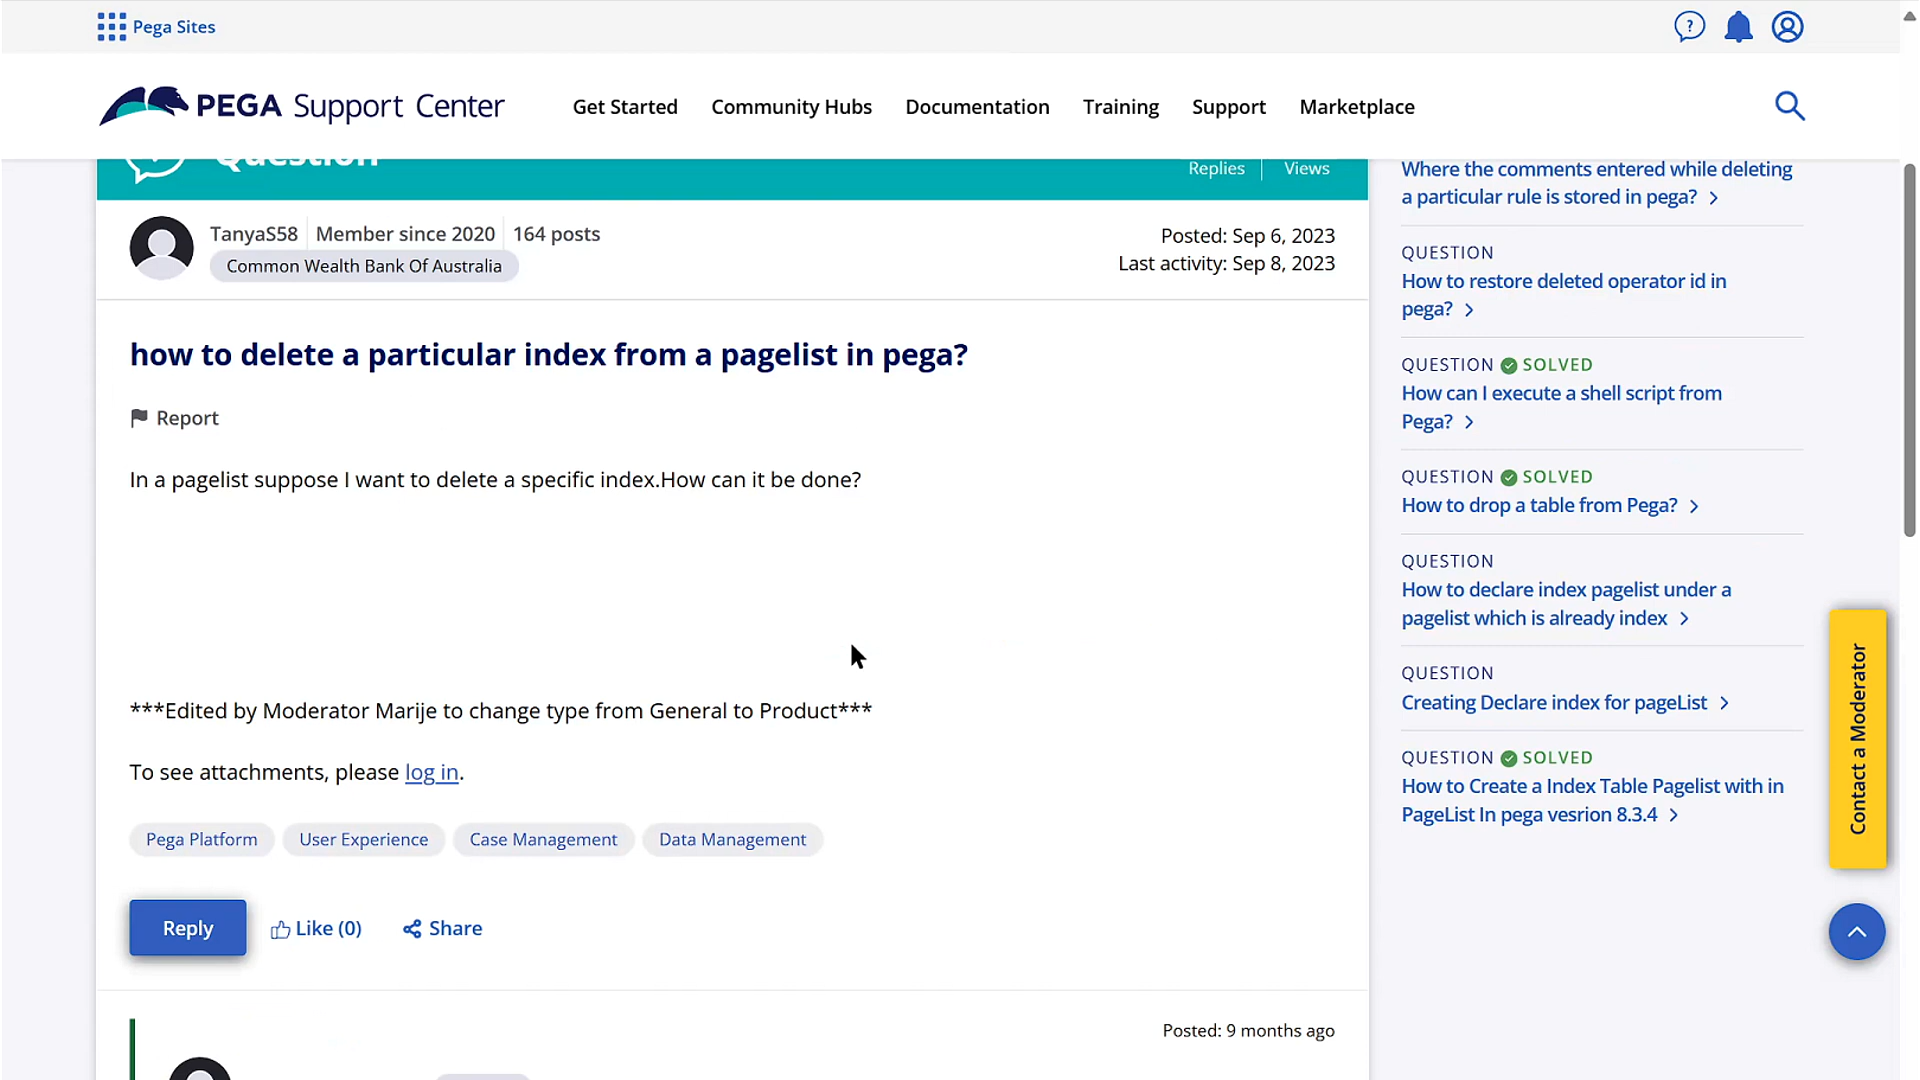 Pega Sites
PEGA Support Center
Get Started
Community Hubs
Documentation
Training
Support
Marketplace
Question
Replies
Views
TanyaS58
Member since 2020
164 posts
Common Wealth Bank Of Australia
Posted: Sep 6, 2023
Last activity: Sep 8, 2023
how to delete a particular index from a pagelist in pega?
Report
In a pagelist suppose I want to delete a specific index.How can it be done?
***Edited by Moderator Marije to change type from General to Product***
To see attachments, please log in.
Pega Platform
User Experience
Case Management
Data Management
Reply
Like (0)
Share
Posted: 9 months ago
Where the comments entered while deleting
a particular rule is stored in pega?
QUESTION
How to restore deleted operator id in
pega?
QUESTION SOLVED
How can I execute a shell script from
Pega?
QUESTION SOLVED
How to drop a table from Pega?
QUESTION
How to declare index pagelist under a
pagelist which is already index
QUESTION
Creating Declare index for pageList
QUESTION SOLVED
How to Create a Index Table Pagelist with in
PageList In pega vesrion 8.3.4
Contact a Moderator